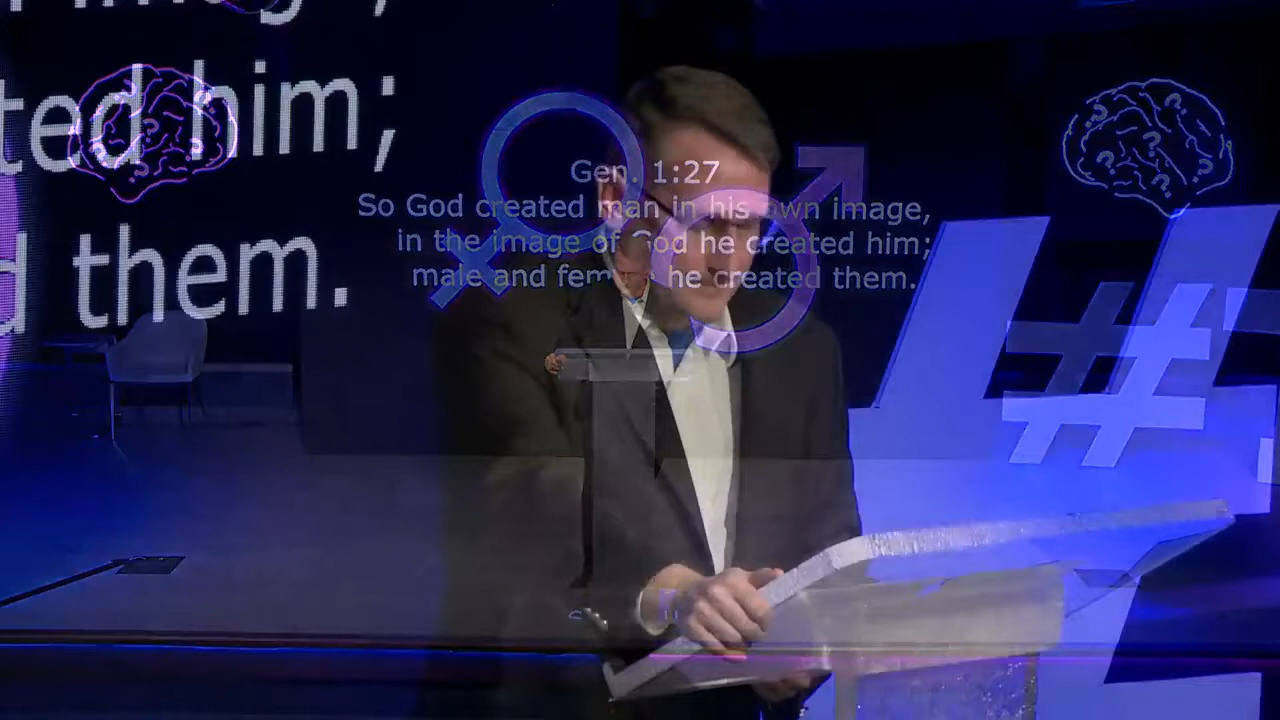 ted him;
d them.
Gen. 1:27
So God created man in his own image,
in the image of God he created him;
male and fem he created them.
#